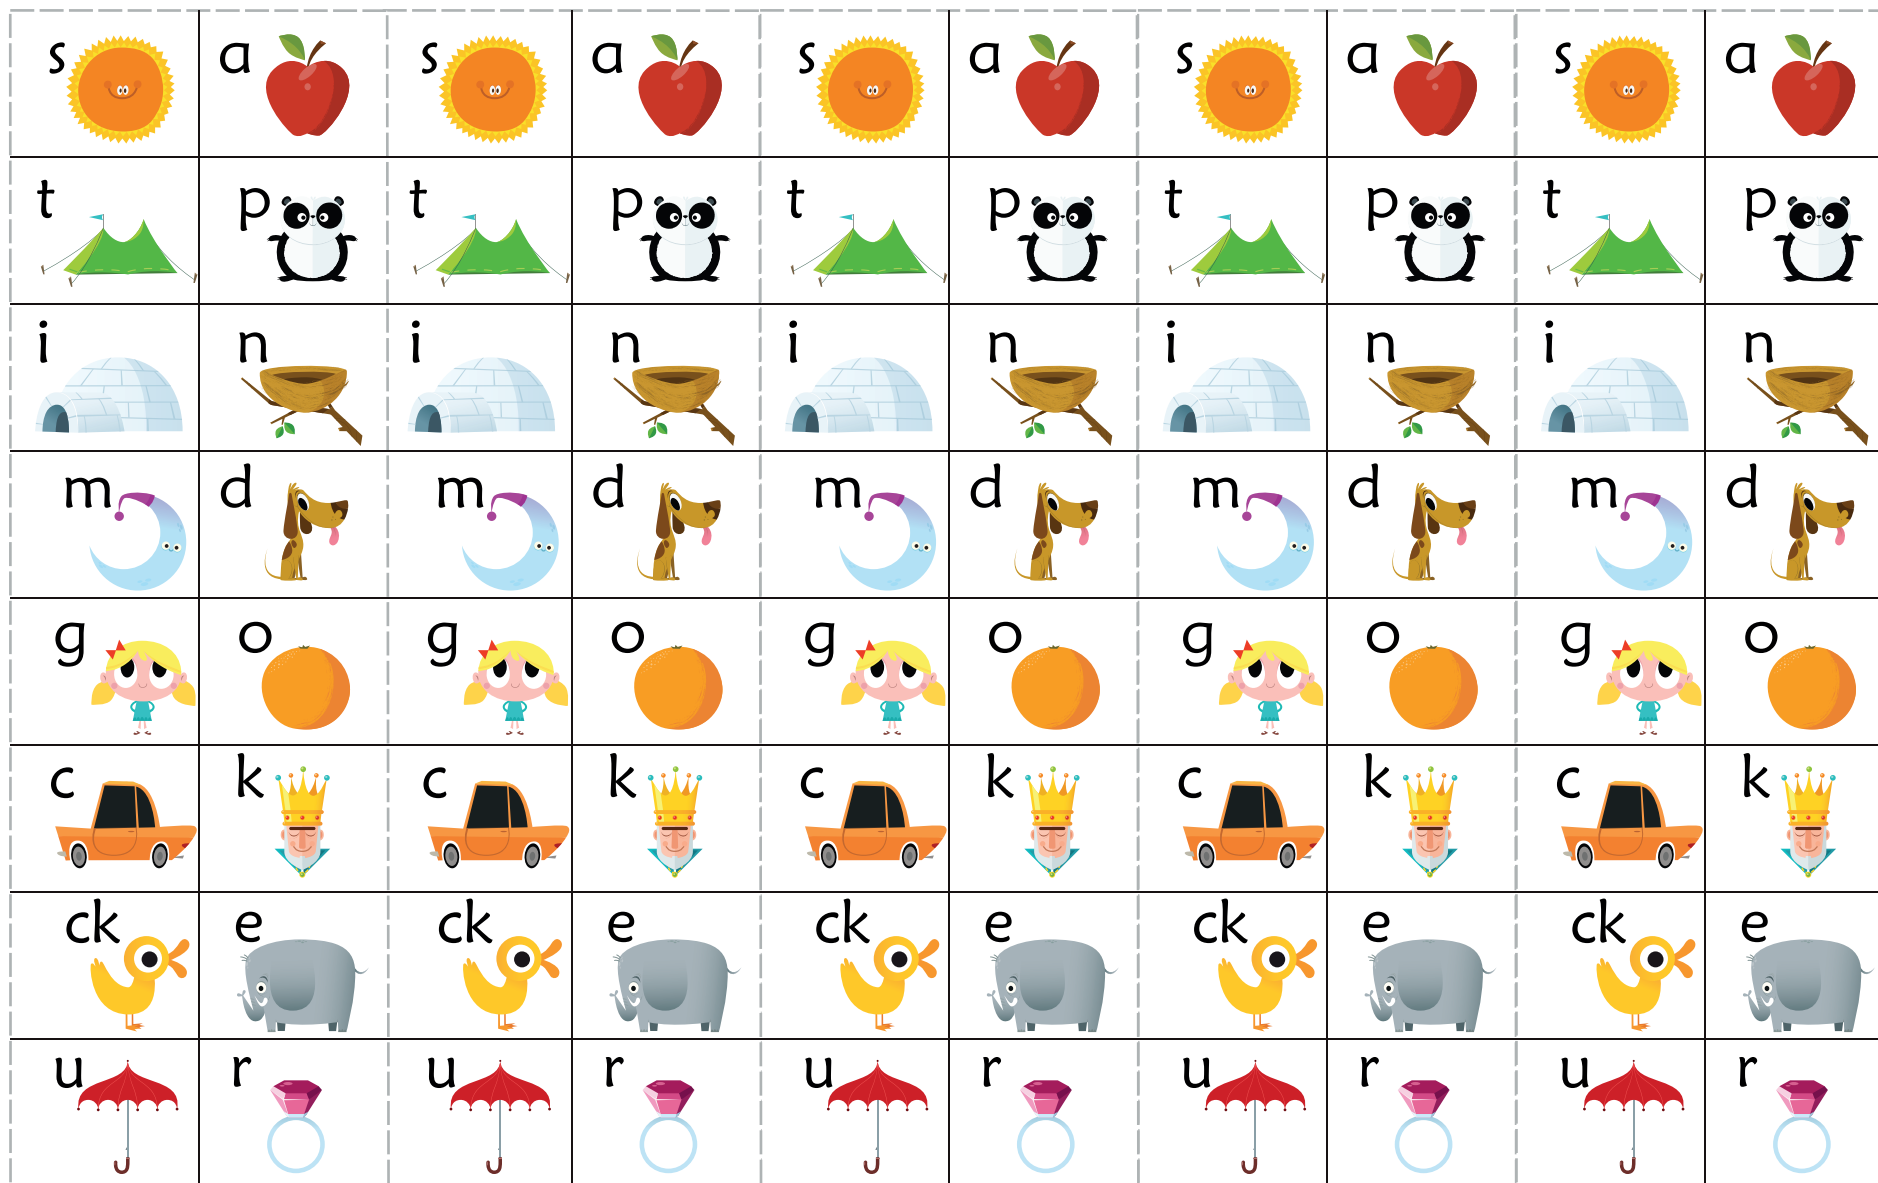 s a s a s a s a s a
t p t p t p t p t p
i n i n i n i n i n
m d m d m d m d m d
g o g o g o g o g o
c k c k c k c k c k
ck e ck e ck e ck e ck e
u r u r u r u r u r